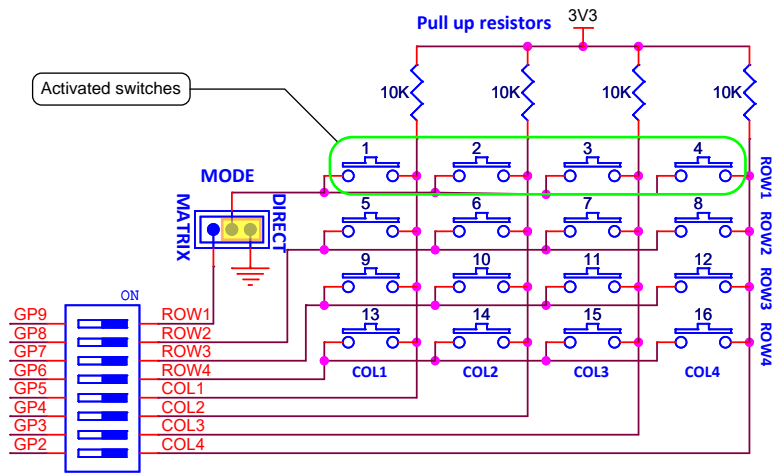 Pull up resistors
3V3
Activated switches
10K
10K
10K
10K
1
2
3
4
ROW1
MODE
MATRIX
DIRECT
5
6
7
8
ROW2
9
10
11
12
ROW3
ON
13
14
15
16
ROW4
COL1
COL2
COL3
COL4
GP9
ROW1
GP8
ROW2
GP7
ROW3
GP6
ROW4
GP5
COL1
GP4
COL2
GP3
COL3
GP2
COL4